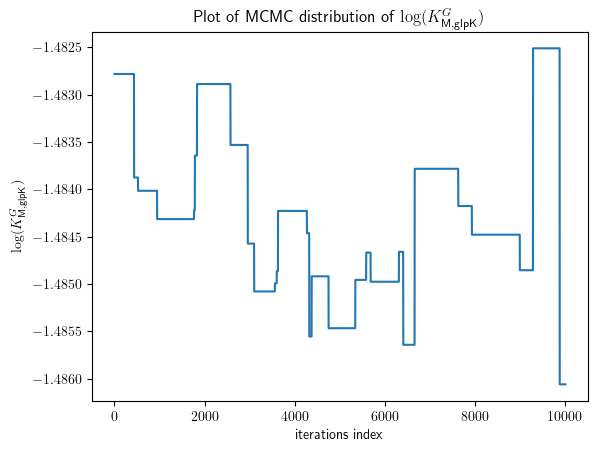 Plot of MCMC distribution of log(K^G_M,glpK)
−1.4825
−1.4830
−1.4835
−1.4840
−1.4845
−1.4850
−1.4855
−1.4860
log(K^G_M,glpK)
0 2000 4000 6000 8000 10000
iterations index